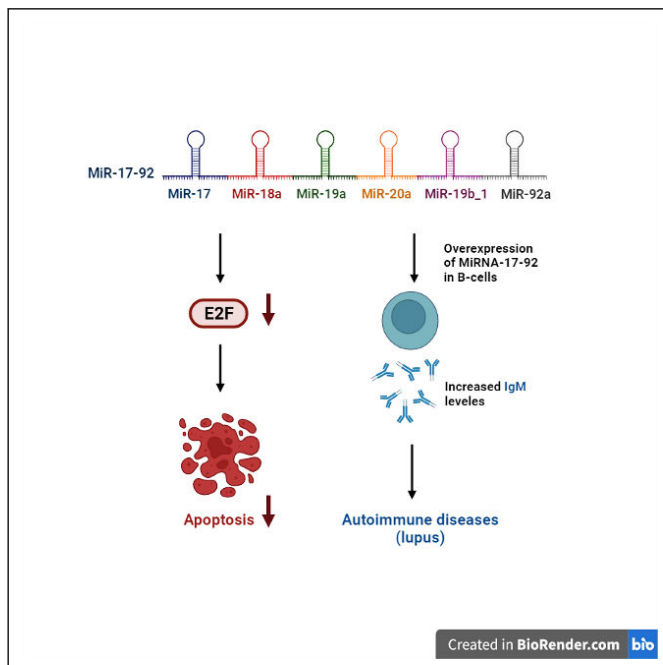 MiR-17-92
MiR-17
MiR-18a
MiR-19a
MiR-20a
MiR-19b_1
MiR-92a
E2F
Apoptosis
Overexpression
of MiRNA-17-92
in B-cells
Increased IgM
leveles
Autoimmune diseases
(lupus)
Created in BioRender.com bio